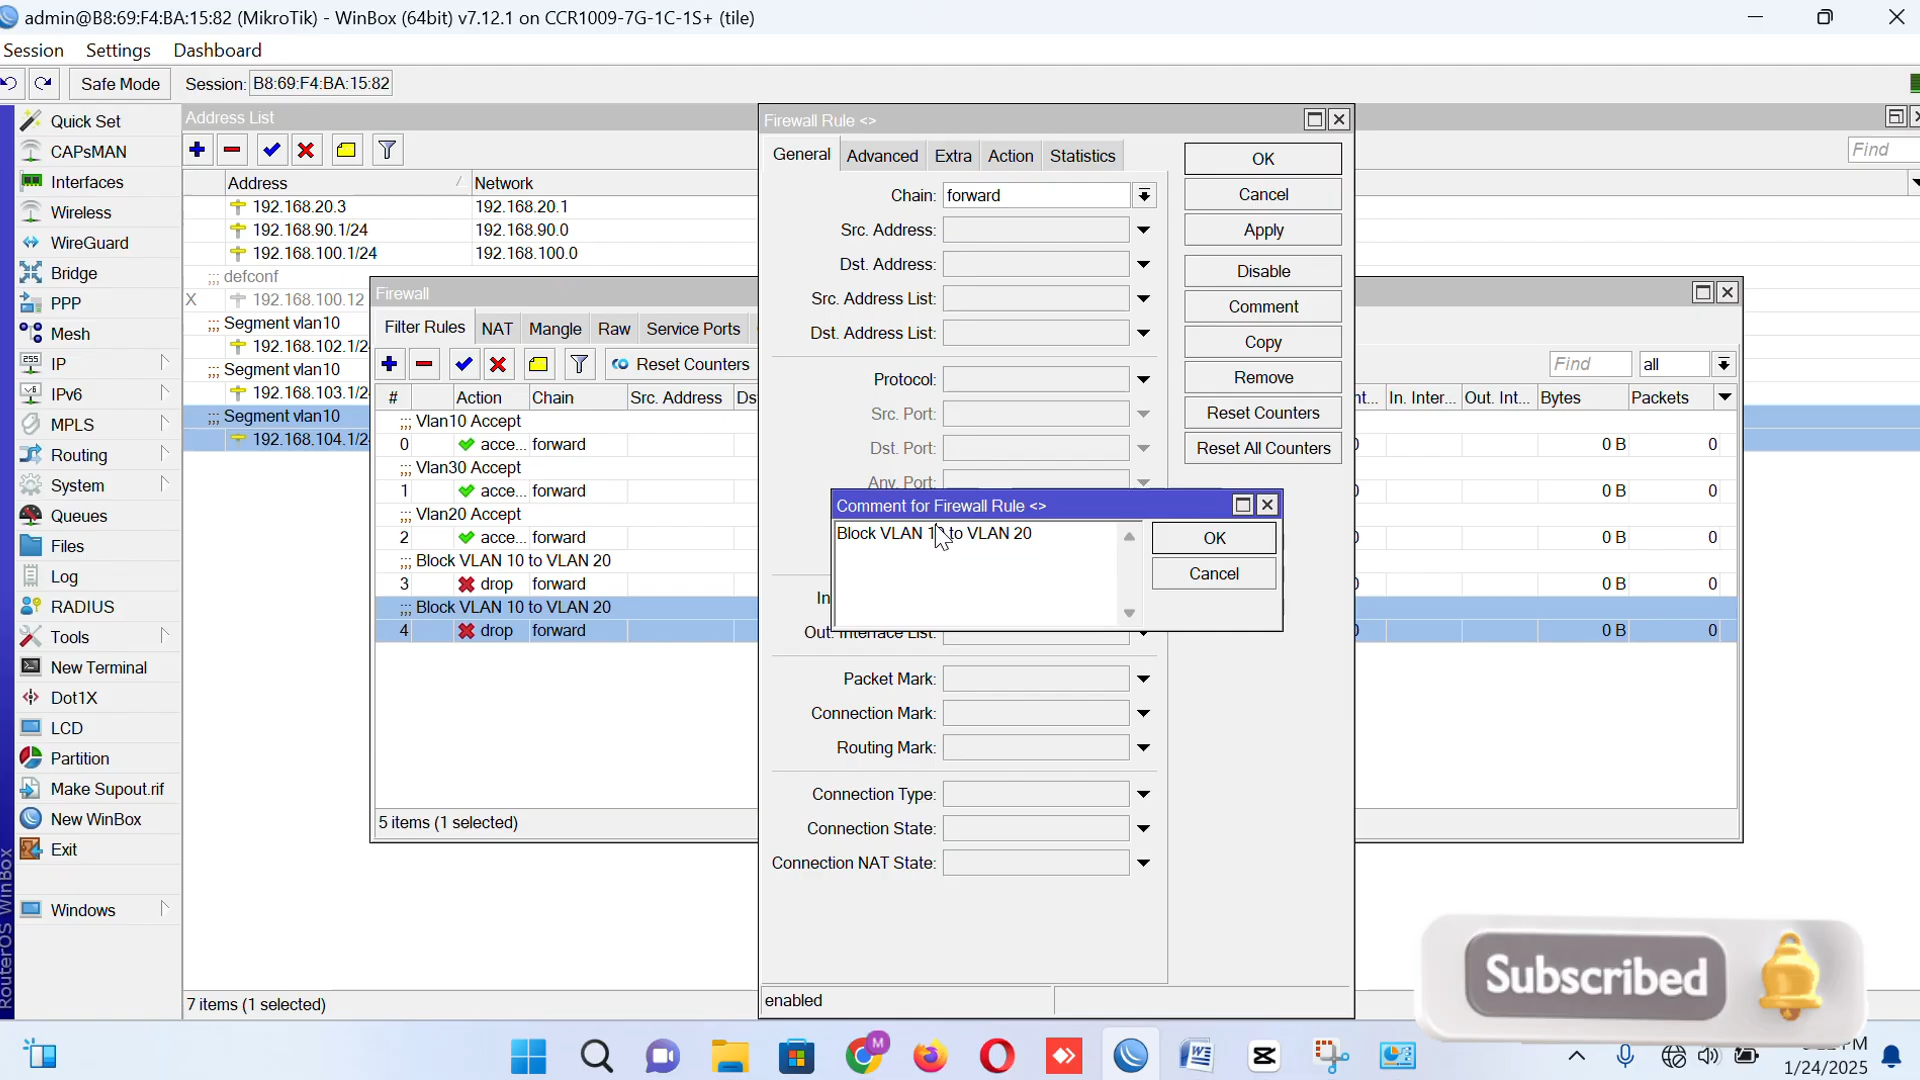 admin@B8:69:F4:BA:15:82 (MikroTik) - WinBox (64bit) v7.12.1 on CCR1009-7G-1C-1S+ (tile)
Session Settings Dashboard
Safe Mode Session: B8:69:F4:BA:15:82
Quick Set
CAPsMAN
Interfaces
Wireless
WireGuard
Bridge
PPP
Mesh
IP
IPv6
MPLS
Routing
System
Queues
Files
Log
RADIUS
Tools
New Terminal
Dot1X
LCD
Partition
Make Supout.rif
New WinBox
Exit
Windows
RouterOS WinBox
Address List
Find
Address Network
192.168.20.3 192.168.20.1
192.168.90.1/24 192.168.90.0
192.168.100.1/24 192.168.100.0
;;; defconf
X 192.168.100.12
;;; Segment vlan10
192.168.102.1/2
;;; Segment vlan10
192.168.103.1/2
;;; Segment vlan10
192.168.104.1/2
7 items (1 selected)
Firewall
Filter Rules NAT Mangle Raw Service Ports
Reset Counters
Find all
# Action Chain Src. Address Ds
In. Inter... Out. Int... Bytes Packets
;;; Vlan10 Accept
0 acce... forward 0 B 0
;;; Vlan30 Accept
1 acce... forward 0 B 0
;;; Vlan20 Accept
2 acce... forward 0 B 0
;;; Block VLAN 10 to VLAN 20
3 drop forward 0 B 0
;;; Block VLAN 10 to VLAN 20
4 drop forward 0 B 0
5 items (1 selected)
Firewall Rule <>
General Advanced Extra Action Statistics
Chain: forward
Src. Address:
Dst. Address:
Src. Address List:
Dst. Address List:
Protocol:
Src. Port:
Dst. Port:
Any. Port:
In
Out. Interface List:
Packet Mark:
Connection Mark:
Routing Mark:
Connection Type:
Connection State:
Connection NAT State:
enabled
OK
Cancel
Apply
Disable
Comment
Copy
Remove
Reset Counters
Reset All Counters
Comment for Firewall Rule <>
Block VLAN to VLAN 20
OK
Cancel
Subscribed
M
PM
1/24/2025